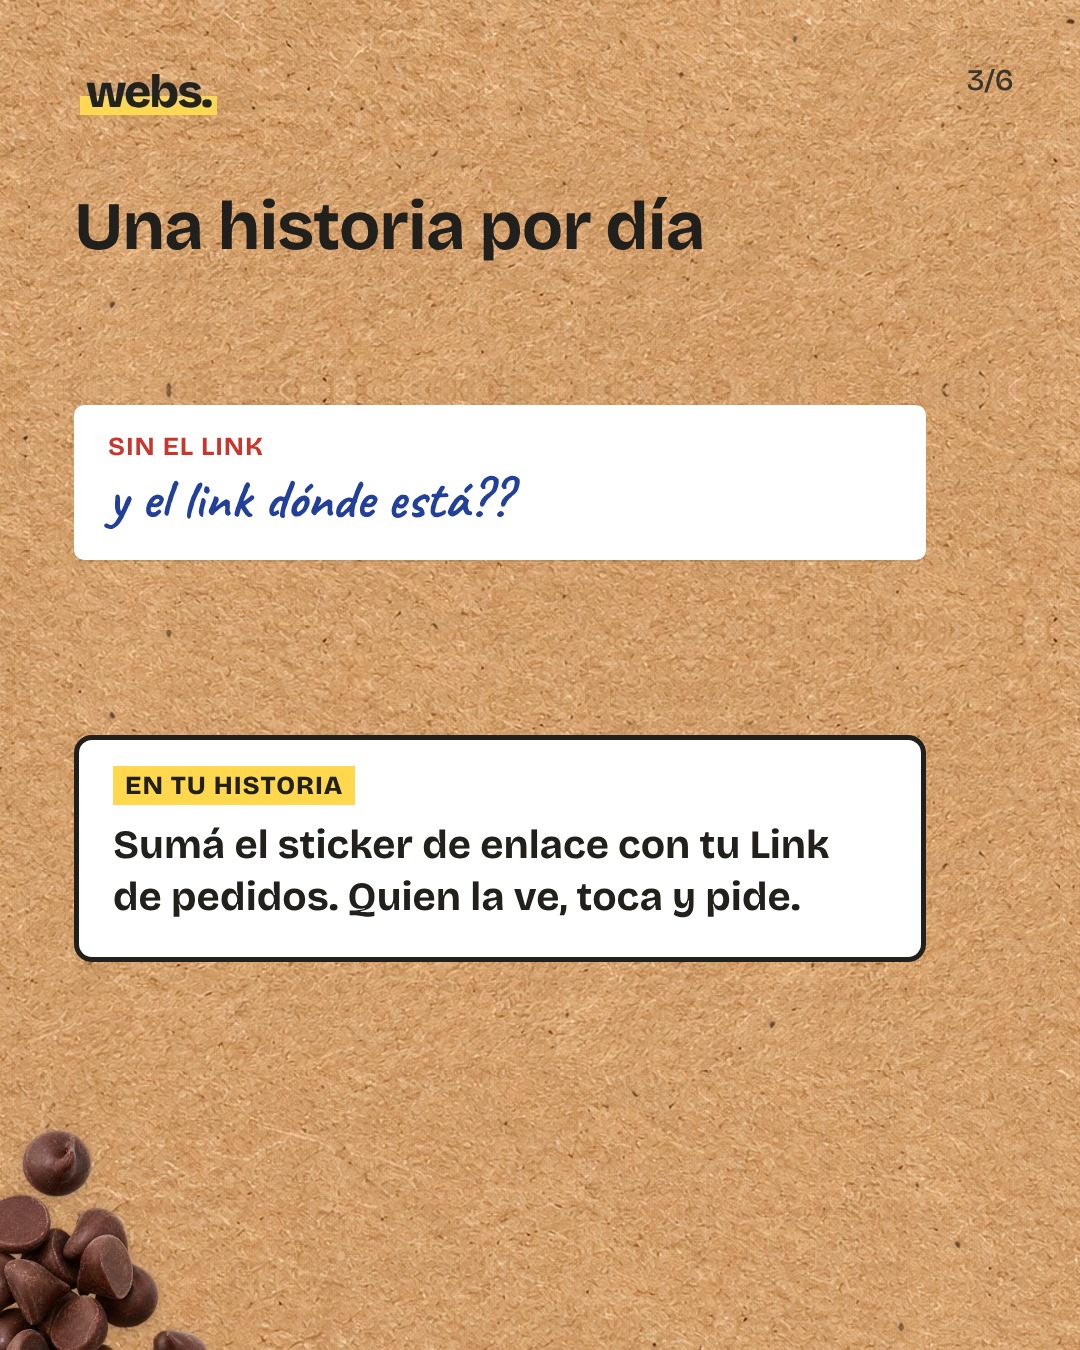 webs.
3/6
Una historia por día
SIN EL LINK
y el link dónde está??
EN TU HISTORIA
Sumá el sticker de enlace con tu Link
de pedidos. Quien la ve, toca y pide.